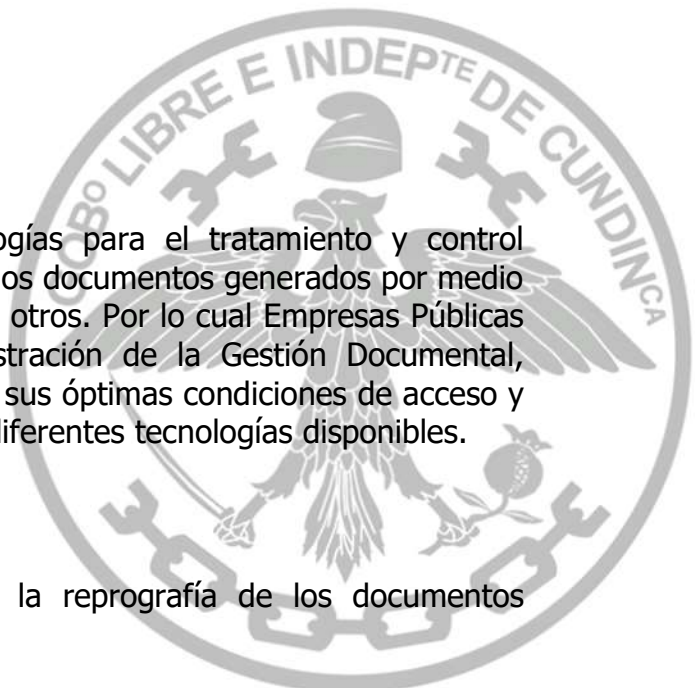 GOBº LIBRE E INDEPTE DE CUNDINCA
ogías para el tratamiento y control
os documentos generados por medio
otros. Por lo cual Empresas Públicas
stración de la Gestión Documental,
sus óptimas condiciones de acceso y
diferentes tecnologías disponibles.
la reprografía de los documentos